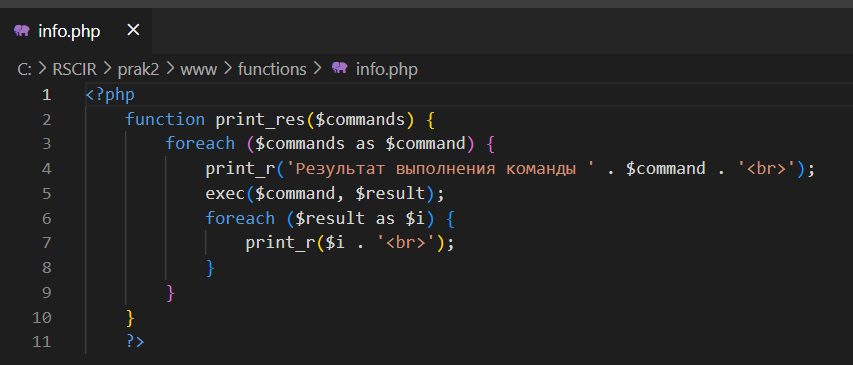 info.php ×
C: > RSCIR > prak2 > www > functions > info.php
1 <?php
2 function print_res($commands) {
3 foreach ($commands as $command) {
4 print_r('Результат выполнения команды ' . $command . '<br>');
5 exec($command, $result);
6 foreach ($result as $i) {
7 print_r($i . '<br>');
8 }
9 }
10 }
11 ?>